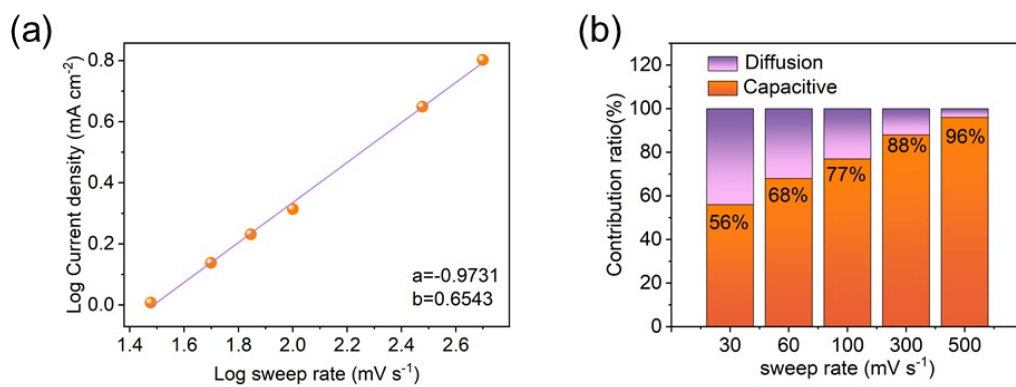 (a)
Log Current density (mA cm⁻²)
0.8
0.6
0.4
0.2
0.0
a=-0.9731
b=0.6543
1.4 1.6 1.8 2.0 2.2 2.4 2.6
Log sweep rate (mV s⁻¹)
(b)
Contribution ratio(%)
120
100
80
60
40
20
0
Diffusion
Capacitive
56% 68% 77% 88% 96%
30 60 100 300 500
sweep rate (mV s⁻¹)